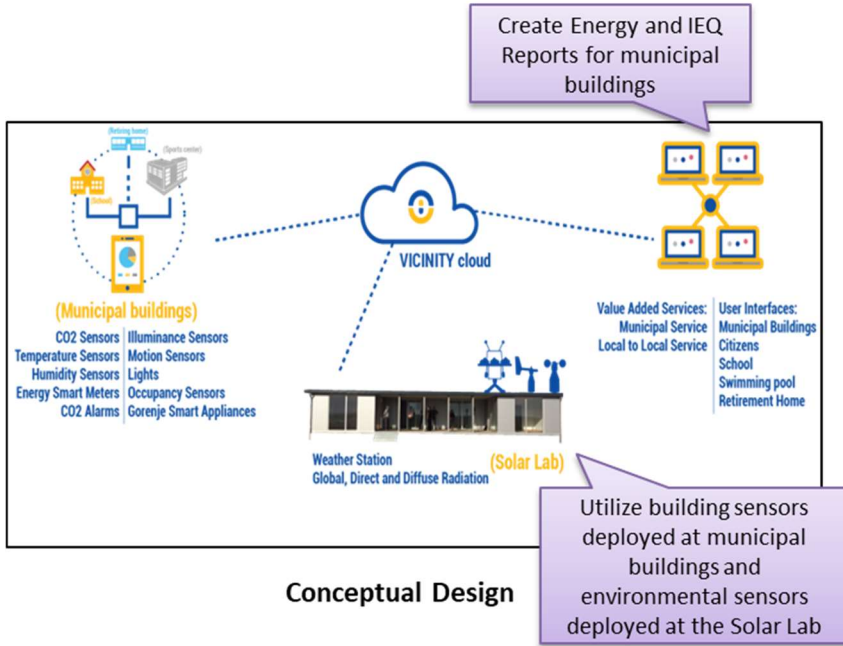 Create Energy and IEQ
Reports for municipal
buildings
(Retiring home)
(Sports center)
(School)
(Municipal buildings)
CO2 Sensors
Temperature Sensors
Humidity Sensors
Energy Smart Meters
CO2 Alarms
Illuminance Sensors
Motion Sensors
Lights
Occupancy Sensors
Gorenje Smart Appliances
VICINITY cloud
Value Added Services:
Municipal Service
Local to Local Service
User Interfaces:
Municipal Buildings
Citizens
School
Swimming pool
Retirement Home
Weather Station
Global, Direct and Diffuse Radiation
(Solar Lab)
Utilize building sensors
deployed at municipal
buildings and
environmental sensors
deployed at the Solar Lab
Conceptual Design